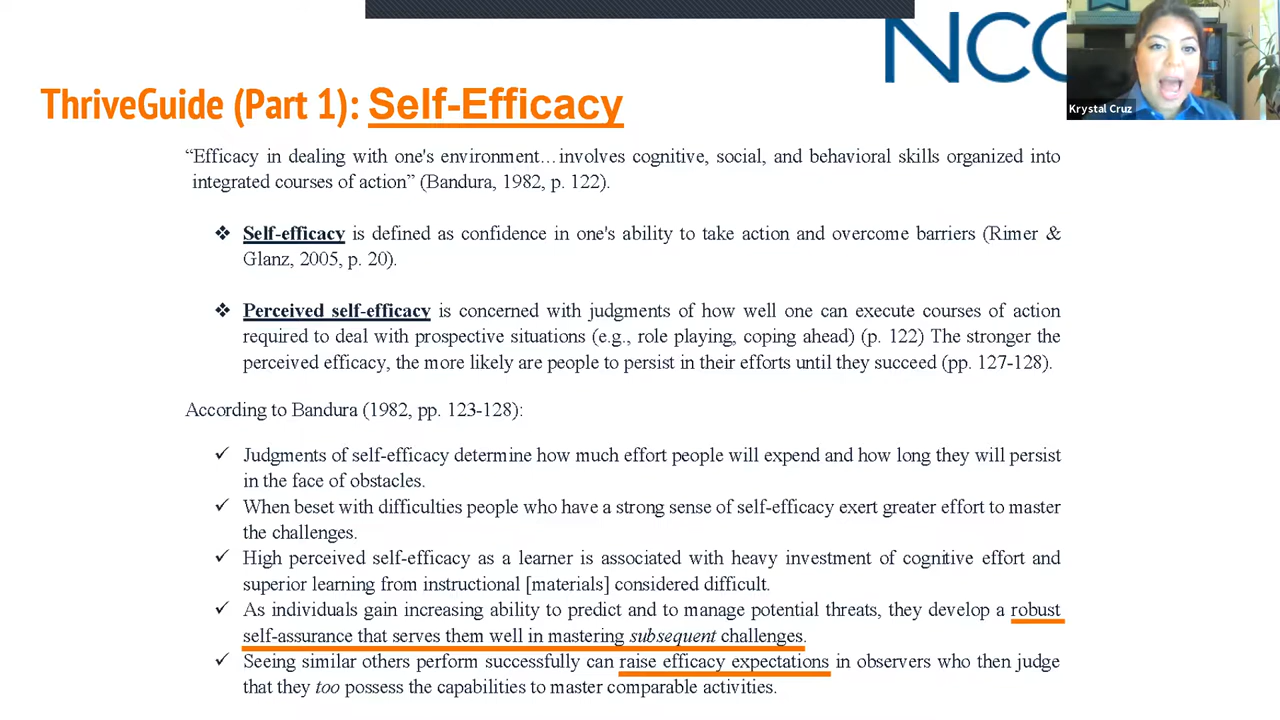 NCO
Krystal Cruz
ThriveGuide (Part 1): Self-Efficacy
“Efficacy in dealing with one's environment…involves cognitive, social, and behavioral skills organized into
integrated courses of action” (Bandura, 1982, p. 122).
❖ Self-efficacy is defined as confidence in one's ability to take action and overcome barriers (Rimer &
Glanz, 2005, p. 20).
❖ Perceived self-efficacy is concerned with judgments of how well one can execute courses of action
required to deal with prospective situations (e.g., role playing, coping ahead) (p. 122) The stronger the
perceived efficacy, the more likely are people to persist in their efforts until they succeed (pp. 127-128).
According to Bandura (1982, pp. 123-128):
✓ Judgments of self-efficacy determine how much effort people will expend and how long they will persist
in the face of obstacles.
✓ When beset with difficulties people who have a strong sense of self-efficacy exert greater effort to master
the challenges.
✓ High perceived self-efficacy as a learner is associated with heavy investment of cognitive effort and
superior learning from instructional [materials] considered difficult.
✓ As individuals gain increasing ability to predict and to manage potential threats, they develop a robust
self-assurance that serves them well in mastering subsequent challenges.
✓ Seeing similar others perform successfully can raise efficacy expectations in observers who then judge
that they too possess the capabilities to master comparable activities.